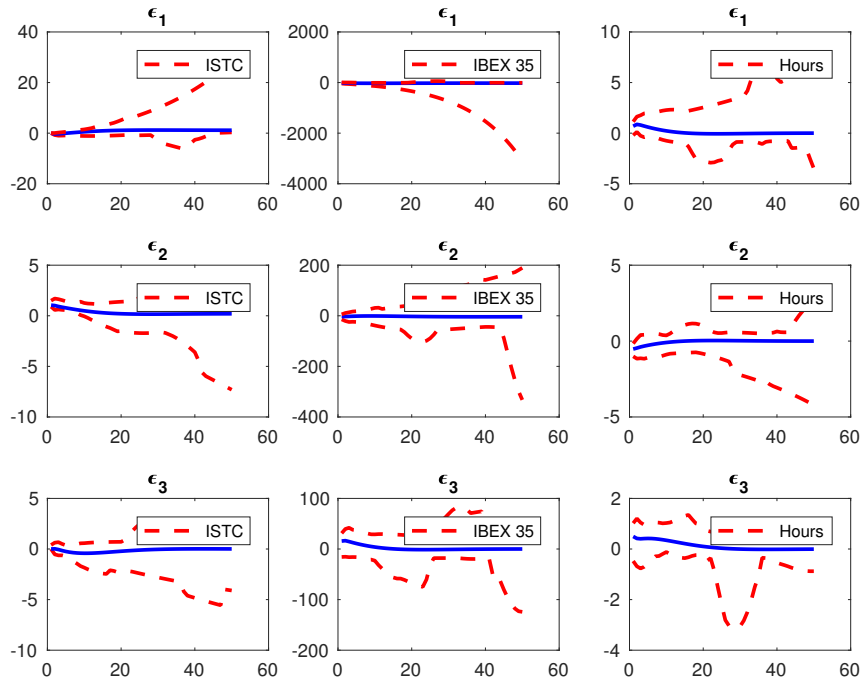 ϵ1 ϵ1 ϵ1
40 2000 10
ISTC IBEX 35 Hours
20 0 5
0 -2000 0
-20 -4000 -5
0 20 40 60 0 20 40 60 0 20 40 60
ϵ2 ϵ2 ϵ2
5 200 5
ISTC IBEX 35 Hours
0 0 0
-5 -200
-10 -400 -5
0 20 40 60 0 20 40 60 0 20 40 60
ϵ3 ϵ3 ϵ3
5 100 2
ISTC IBEX 35 Hours
0 0 0
-5 -100 -2
-10 -200 -4
0 20 40 60 0 20 40 60 0 20 40 60